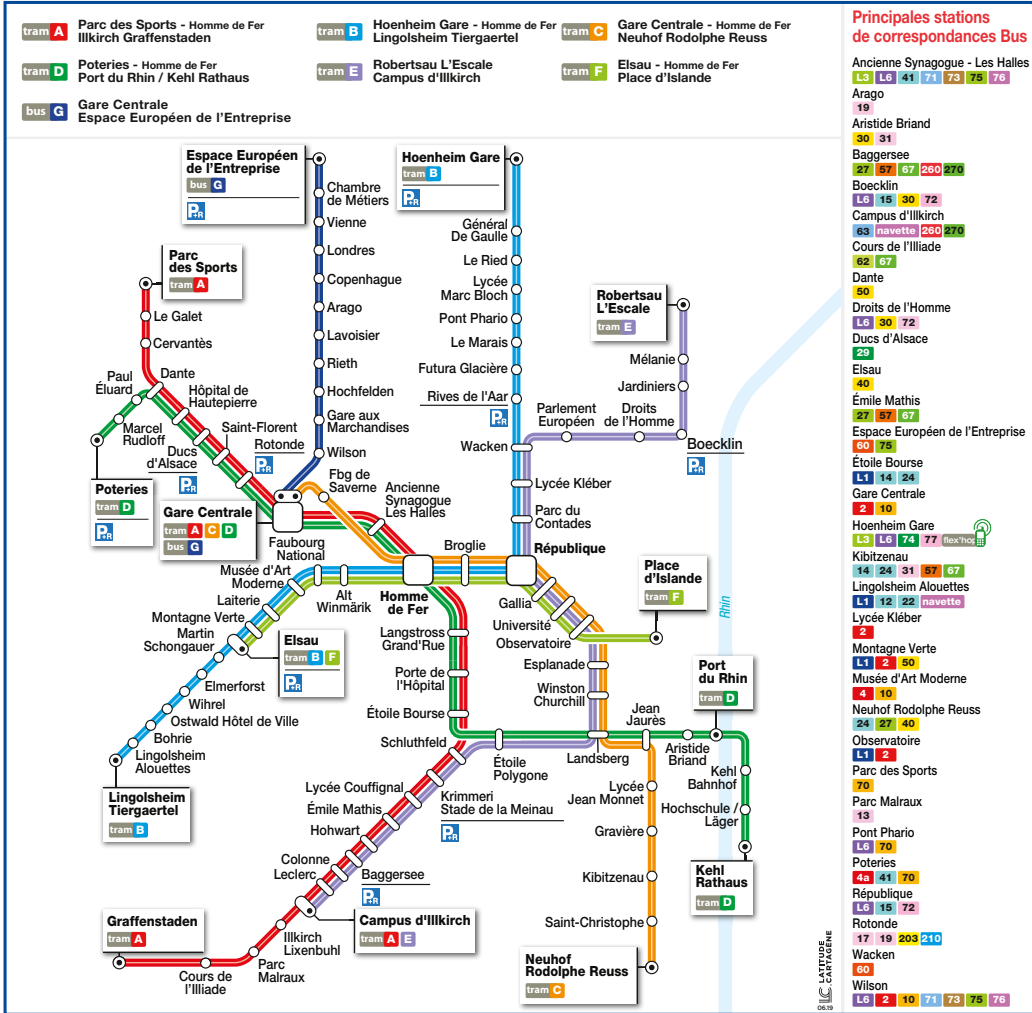 tram A Parc des Sports - Homme de Fer
Illkirch Graffenstaden
tram B Hoenheim Gare - Homme de Fer
Lingolsheim Tiergaertel
tram C Gare Centrale - Homme de Fer
Neuhof Rodolphe Reuss
tram D Poteries - Homme de Fer
Port du Rhin / Kehl Rathaus
tram E Robertsau L'Escale
Campus d'Illkirch
tram F Elsau - Homme de Fer
Place d'Islande
bus G Gare Centrale
Espace Européen de l'Entreprise
Espace Européen
de l'Entreprise
bus G
P+R
Chambre
de Métiers
Vienne
Londres
Copenhague
Arago
Lavoisier
Rieth
Hochfelden
Gare aux
Marchandises
Wilson
Hoenheim Gare
tram B
P+R
Général
De Gaulle
Le Ried
Lycée
Marc Bloch
Pont Phario
Le Marais
Futura Glacière
Rives de l'Aar
P+R
Wacken
Lycée Kléber
Parc du
Contades
République
Robertsau
L'Escale
tram E
Mélanie
Jardiniers
Boecklin
P+R
Droits
de l'Homme
Parlement
Européen
Parc
des Sports
tram A
Le Galet
Cervantès
Dante
Hôpital de
Hautepierre
Saint-Florent
Ducs
d'Alsace
P+R
Rotonde
P+R
Paul
Éluard
Marcel
Rudloff
Poteries
tram D
P+R
Gare Centrale
tram A C D
bus G
Fbg de
Saverne
Ancienne
Synagogue
Les Halles
Faubourg
National
Musée d'Art
Moderne
Laiterie
Montagne Verte
Martin
Schongauer
Alt
Winmärik
Homme
de Fer
Broglie
Elsau
tram B F
P+R
Elmerforst
Wihrel
Ostwald Hôtel de Ville
Bohrie
Lingolsheim
Alouettes
Lingolsheim
Tiergaertel
tram B
Place
d'Islande
tram F
Gallia
Université
Observatoire
Esplanade
Winston
Churchill
Landsberg
Langstross
Grand'Rue
Porte de
l'Hôpital
Étoile Bourse
Schluthfeld
Étoile
Polygone
Krimmeri
Stade de la Meinau
P+R
Lycée Couffignal
Émile Mathis
Hohwart
Colonne
Leclerc
Baggersee
P+R
Campus d'Illkirch
tram A E
Illkirch
Lixenbuhl
Parc
Malraux
Cours de
l'Illiade
Graffenstaden
tram A
Jean
Jaurès
Aristide
Briand
Port
du Rhin
tram D
Rhin
Kehl
Bahnhof
Hochschule /
Läger
Kehl
Rathaus
tram D
Lycée
Jean Monnet
Gravière
Kibitzenau
Saint-Christophe
Neuhof
Rodolphe Reuss
tram C
LC LATITUDE
CARTAGÈNE
06.19
Principales stations
de correspondances Bus
Ancienne Synagogue - Les Halles
L3 L6 41 71 73 75 76
Arago
19
Aristide Briand
30 31
Baggersee
27 57 67 260 270
Boecklin
L6 15 30 72
Campus d'Illkirch
63 navette 260 270
Cours de l'Illiade
62 67
Dante
50
Droits de l'Homme
L6 30 72
Ducs d'Alsace
29
Elsau
40
Émile Mathis
27 57 67
Espace Européen de l'Entreprise
60 75
Étoile Bourse
L1 14 24
Gare Centrale
2 10
Hoenheim Gare
L3 L6 74 77 flex'hop
Kibitzenau
14 24 31 57 67
Lingolsheim Alouettes
L1 12 22 navette
Lycée Kléber
2
Montagne Verte
L1 2 50
Musée d'Art Moderne
4 10
Neuhof Rodolphe Reuss
24 27 40
Observatoire
L1 2
Parc des Sports
70
Parc Malraux
13
Pont Phario
L6 70
Poteries
4a 41 70
République
L6 15 72
Rotonde
17 19 203 210
Wacken
60
Wilson
L6 2 10 71 73 75 76